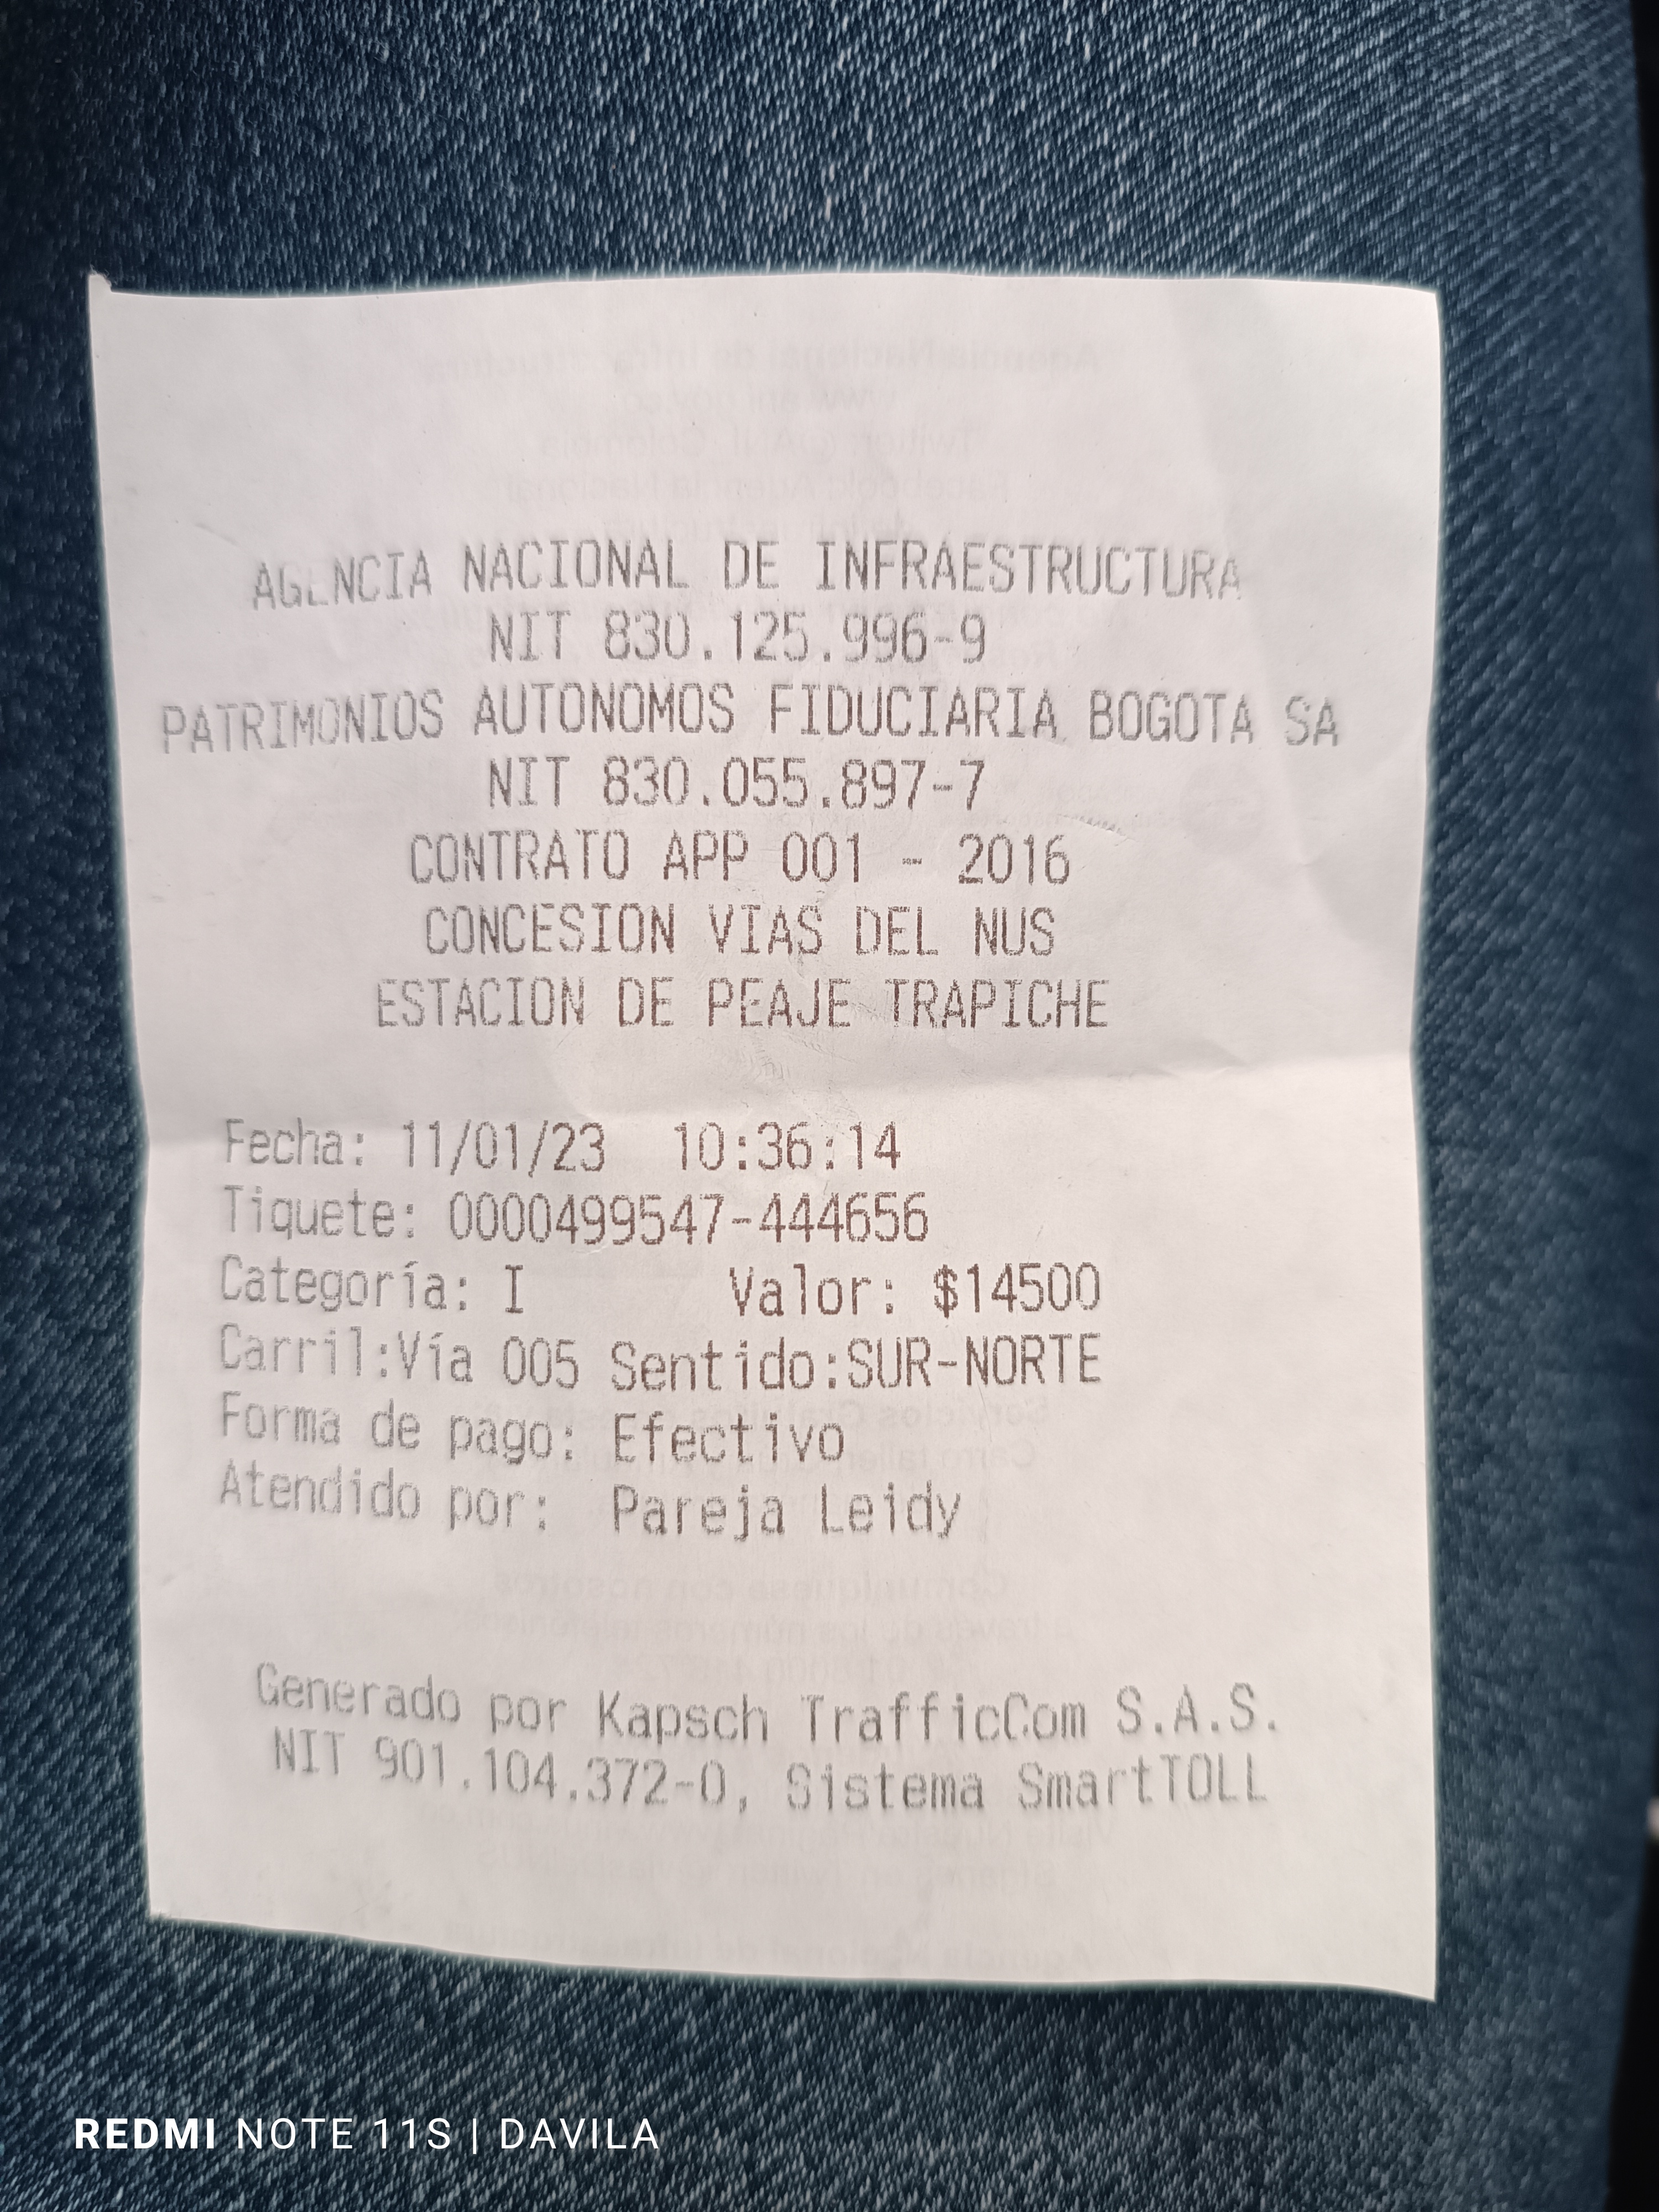 AGENCIA NACIONAL DE INFRAESTRUCTURA
NIT 830.125.996-9
PATRIMONIOS AUTONOMOS FIDUCIARIA BOGOTA SA
NIT 830.055.897-7
CONTRATO APP 001 - 2016
CONCESION VIAS DEL NUS
ESTACION DE PEAJE TRAPICHE
Fecha: 11/01/23 10:36:14
Tiquete: 0000499547-444656
Categoría: I Valor: $14500
Carril:Vía 005 Sentido:SUR-NORTE
Forma de pago: Efectivo
Atendido por: Pareja Leidy
Generado por Kapsch TrafficCom S.A.S.
NIT 901.104.372-0, Sistema SmartTOLL
REDMI NOTE 11S | DAVILA